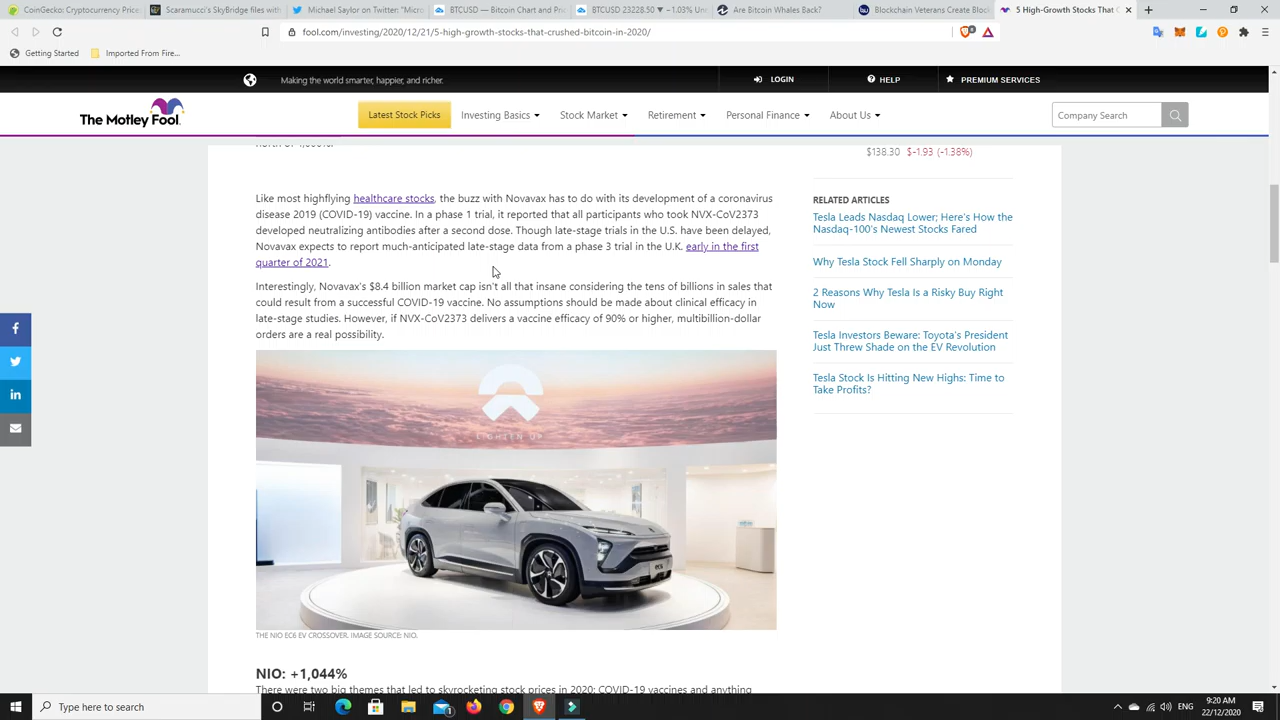 CoinGecko: Cryptocurrency Prices
Scaramucci's SkyBridge files with
Michael Saylor on Twitter: "Micro
BTCUSD — Bitcoin Chart and Pric
BTCUSD 23228.50 ▼ −1.03% Unn
Are Bitcoin Whales Back?
Blockchain Veterans Create Block
5 High-Growth Stocks That C
fool.com/investing/2020/12/21/5-high-growth-stocks-that-crushed-bitcoin-in-2020/
Getting Started
Imported From Fire...
Making the world smarter, happier, and richer.
LOGIN
HELP
PREMIUM SERVICES
The Motley Fool.
Latest Stock Picks
Investing Basics
Stock Market
Retirement
Personal Finance
About Us
Company Search
$138.30 $-1.93 (-1.38%)
Like most highflying healthcare stocks, the buzz with Novavax has to do with its development of a coronavirus
disease 2019 (COVID-19) vaccine. In a phase 1 trial, it reported that all participants who took NVX-CoV2373
developed neutralizing antibodies after a second dose. Though late-stage trials in the U.S. have been delayed,
Novavax expects to report much-anticipated late-stage data from a phase 3 trial in the U.K. early in the first
quarter of 2021.
Interestingly, Novavax's $8.4 billion market cap isn't all that insane considering the tens of billions in sales that
could result from a successful COVID-19 vaccine. No assumptions should be made about clinical efficacy in
late-stage studies. However, if NVX-CoV2373 delivers a vaccine efficacy of 90% or higher, multibillion-dollar
orders are a real possibility.
THE NIO EC6 EV CROSSOVER. IMAGE SOURCE: NIO.
NIO: +1,044%
There were two big themes that led to skyrocketing stock prices in 2020: COVID-19 vaccines and anything
RELATED ARTICLES
Tesla Leads Nasdaq Lower; Here's How the
Nasdaq-100's Newest Stocks Fared
Why Tesla Stock Fell Sharply on Monday
2 Reasons Why Tesla Is a Risky Buy Right
Now
Tesla Investors Beware: Toyota's President
Just Threw Shade on the EV Revolution
Tesla Stock Is Hitting New Highs: Time to
Take Profits?
Type here to search
ENG
9:20 AM
22/12/2020